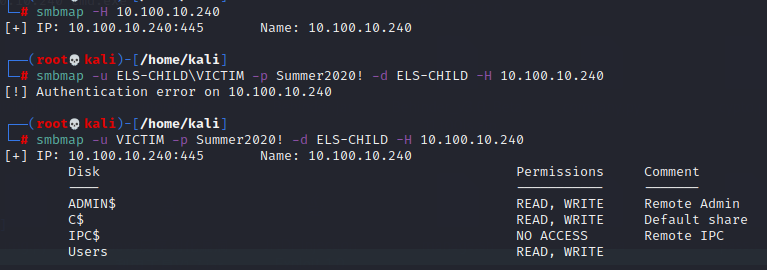 └─# smbmap -H 10.100.10.240
[+] IP: 10.100.10.240:445 Name: 10.100.10.240
┌──(root💀kali)-[/home/kali]
└─# smbmap -u ELS-CHILD\VICTIM -p Summer2020! -d ELS-CHILD -H 10.100.10.240
[!] Authentication error on 10.100.10.240
┌──(root💀kali)-[/home/kali]
└─# smbmap -u VICTIM -p Summer2020! -d ELS-CHILD -H 10.100.10.240
[+] IP: 10.100.10.240:445 Name: 10.100.10.240
Disk Permissions Comment
---- ----------- -------
ADMIN$ READ, WRITE Remote Admin
C$ READ, WRITE Default share
IPC$ NO ACCESS Remote IPC
Users READ, WRITE